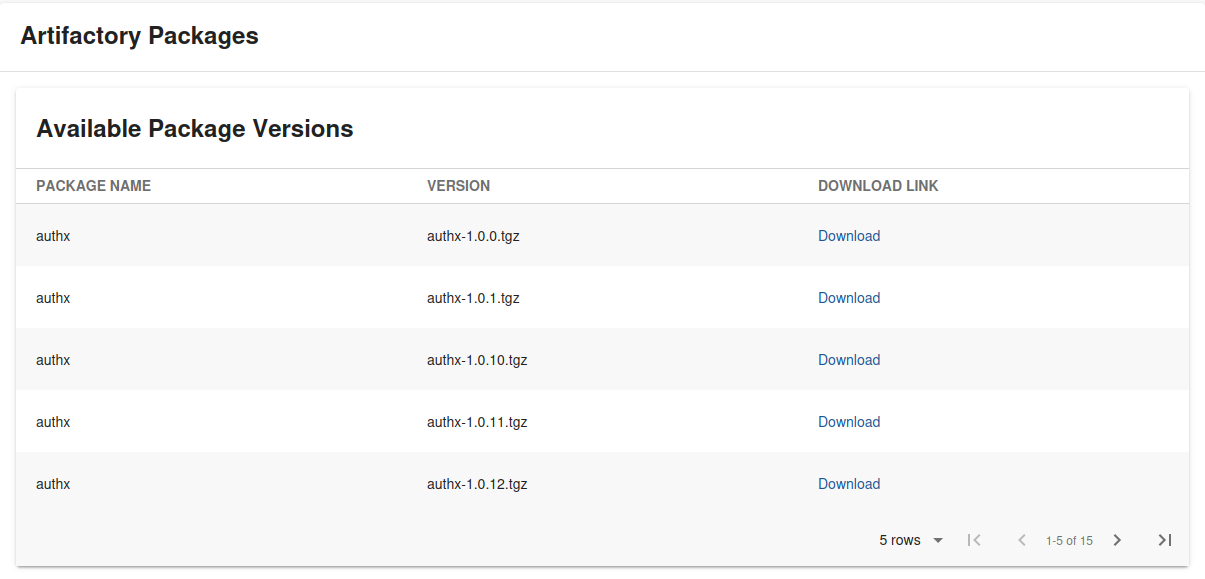 Artifactory Packages
Available Package Versions
PACKAGE NAME VERSION DOWNLOAD LINK
authx authx-1.0.0.tgz Download
authx authx-1.0.1.tgz Download
authx authx-1.0.10.tgz Download
authx authx-1.0.11.tgz Download
authx authx-1.0.12.tgz Download
5 rows 1-5 of 15